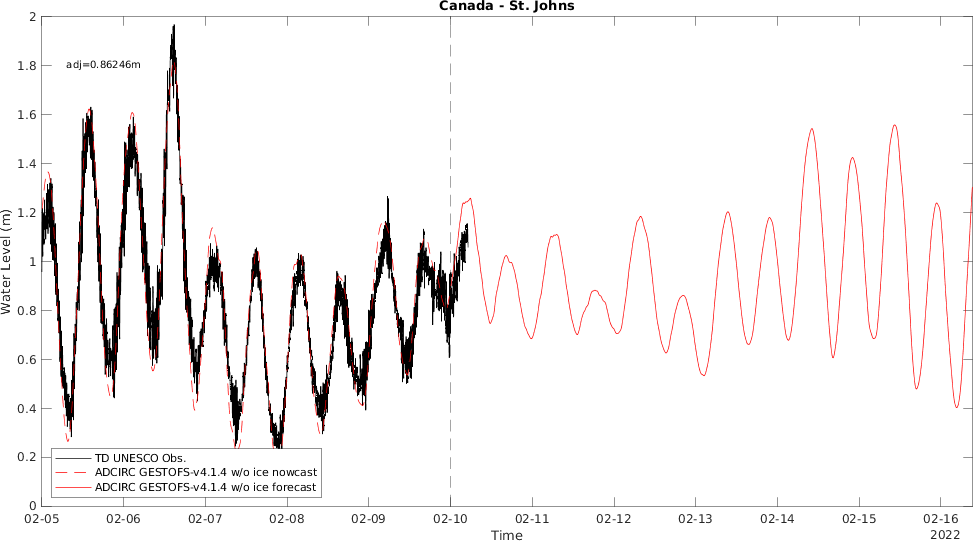 Canada - St. Johns
adj=0.86246m
Water Level (m)
2
1.8
1.6
1.4
1.2
1
0.8
0.6
0.4
0.2
0
TD UNESCO Obs.
ADCIRC GESTOFS-v4.1.4 w/o ice nowcast
ADCIRC GESTOFS-v4.1.4 w/o ice forecast
02-05 02-06 02-07 02-08 02-09 02-10 02-11 02-12 02-13 02-14 02-15 02-16
Time
2022